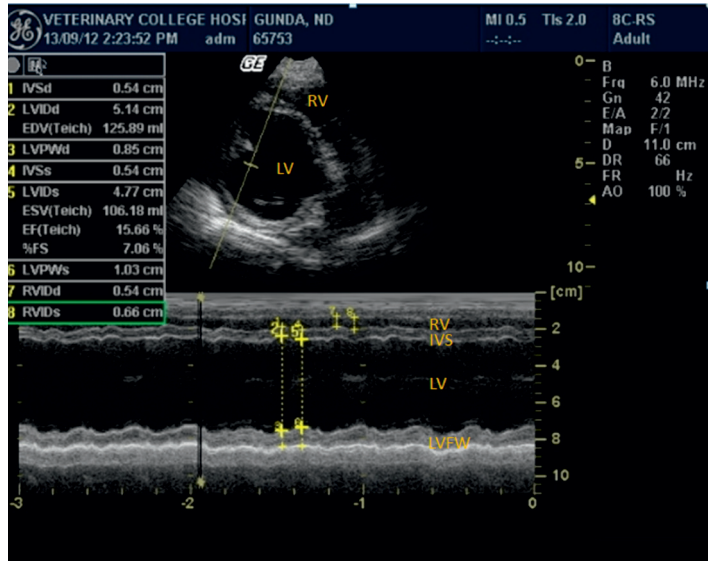 GE VETERINARY COLLEGE HOSI GUNDA, ND MI 0.5 TIs 2.0 8C-RS
13/09/12 2:23:52 PM adm 65753 --:--:-- Adult
1 IVSd 0.54 cm
2 LVIDd 5.14 cm
EDV(Teich) 125.89 ml
3 LVPWd 0.85 cm
4 IVSs 0.54 cm
5 LVIDs 4.77 cm
ESV(Teich) 106.18 ml
EF(Teich) 15.66 %
%FS 7.06 %
6 LVPWs 1.03 cm
7 RVIDd 0.54 cm
8 RVIDs 0.66 cm
GE
RV
LV
0
5
10
B
Frq 6.0 MHz
Gn 42
E/A 2/2
Map F/1
D 11.0 cm
DR 66
FR Hz
AO 100 %
[cm]
2
4
6
8
10
7 8
RV
IVS
LV
LVFW
-3 -2 -1 0